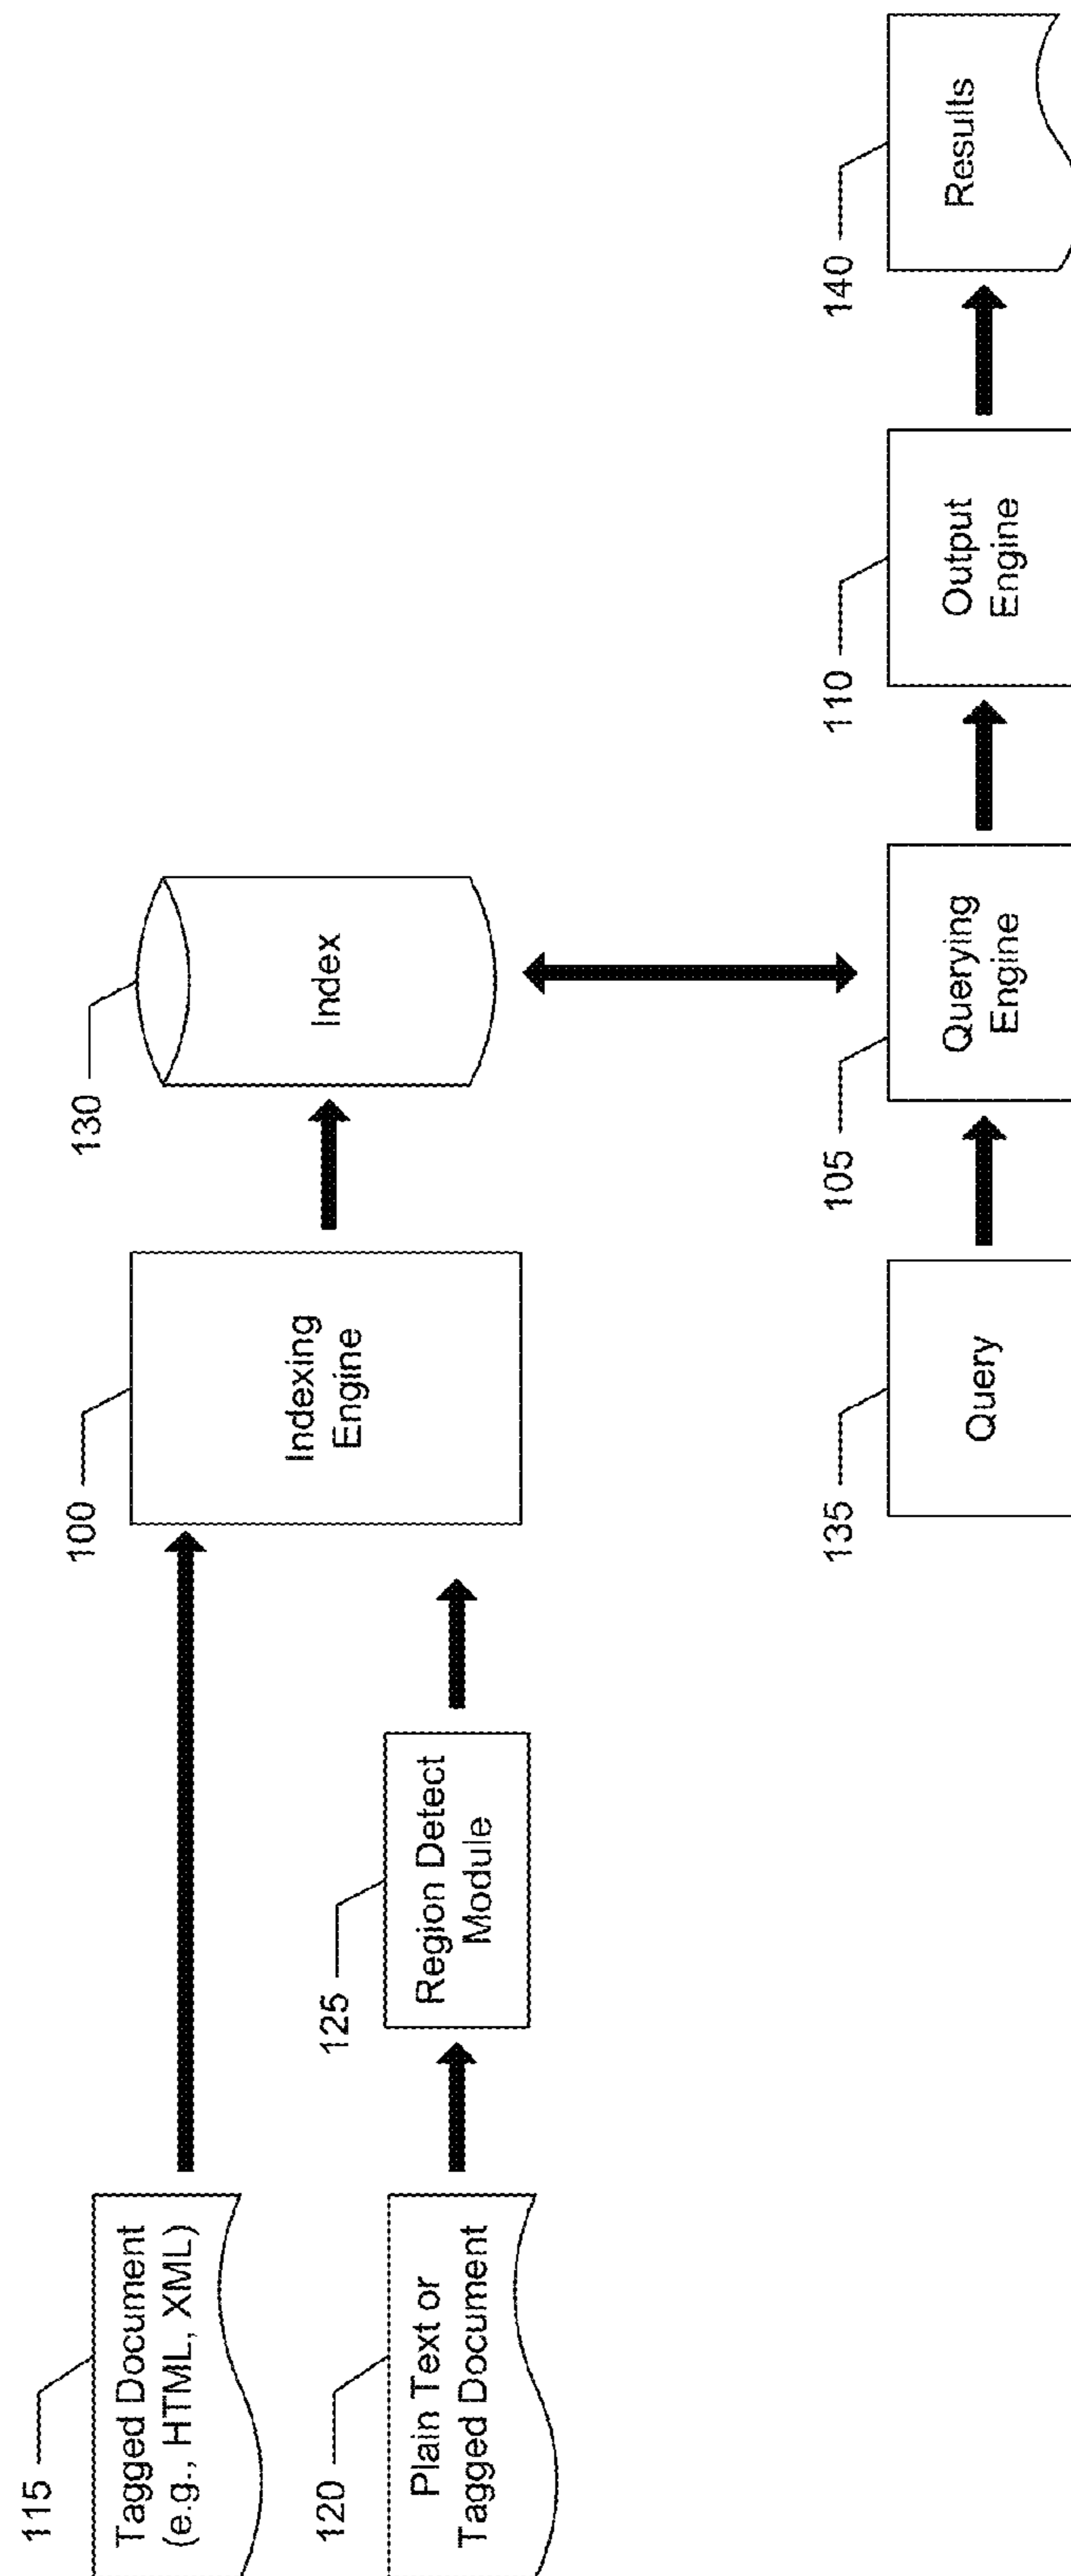 115
Tagged Document
(e.g., HTML, XML)
120
Plain Text or
Tagged Document
125
Region Detect
Module
100
Indexing
Engine
130
Index
135
Query
105
Querying
Engine
110
Output
Engine
140
Results